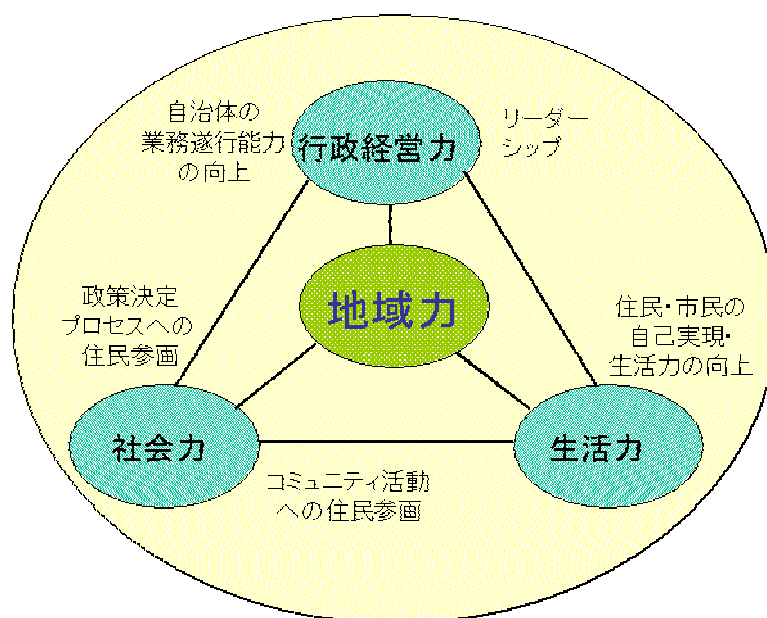 自治体の
業務遂行能力
の向上
行政経営力
リーダー
シップ
地域力
政策決定
プロセスへの
住民参画
住民・市民の
自己実現・
生活力の向上
社会力
生活力
コミュニティ活動
への住民参画